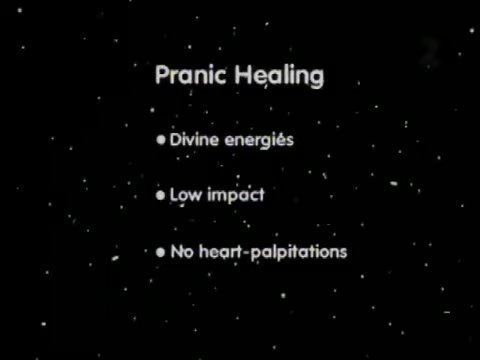 Pranic Healing
• Divine energies
• Low impact
• No heart-palpitations